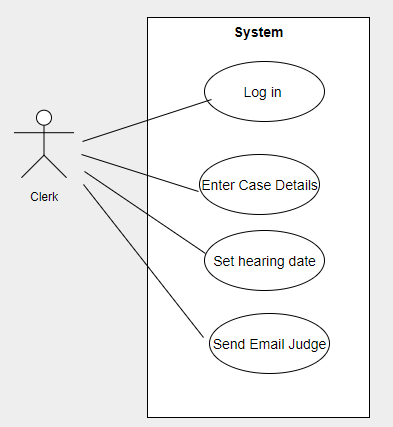 System
Log in
Clerk
Enter Case Details
Set hearing date
Send Email Judge